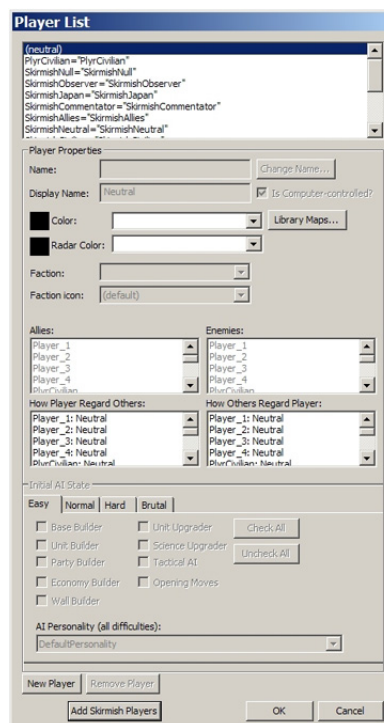 Player List
(neutral)
PlyrCivilian="PlyrCivilian"
SkirmishNull="SkirmishNull"
SkirmishObserver="SkirmishObserver"
SkirmishJapan="SkirmishJapan"
SkirmishCommentator="SkirmishCommentator"
SkirmishAllies="SkirmishAllies"
SkirmishNeutral="SkirmishNeutral"
Player Properties
Name: Change Name...
Display Name: Neutral Is Computer-controlled?
Color: Library Maps...
Radar Color:
Faction:
Faction icon: (default)
Allies: Enemies:
Player_1 Player_1
Player_2 Player_2
Player_3 Player_3
Player_4 Player_4
PlyrCivilian PlyrCivilian
How Player Regard Others: How Others Regard Player:
Player_1: Neutral Player_1: Neutral
Player_2: Neutral Player_2: Neutral
Player_3: Neutral Player_3: Neutral
Player_4: Neutral Player_4: Neutral
PlyrCivilian: Neutral PlyrCivilian: Neutral
Initial AI State
Easy Normal Hard Brutal
Base Builder Unit Upgrader Check All
Unit Builder Science Upgrader Uncheck All
Party Builder Tactical AI
Economy Builder Opening Moves
Wall Builder
AI Personality (all difficulties):
DefaultPersonality
New Player Remove Player
Add Skirmish Players OK Cancel